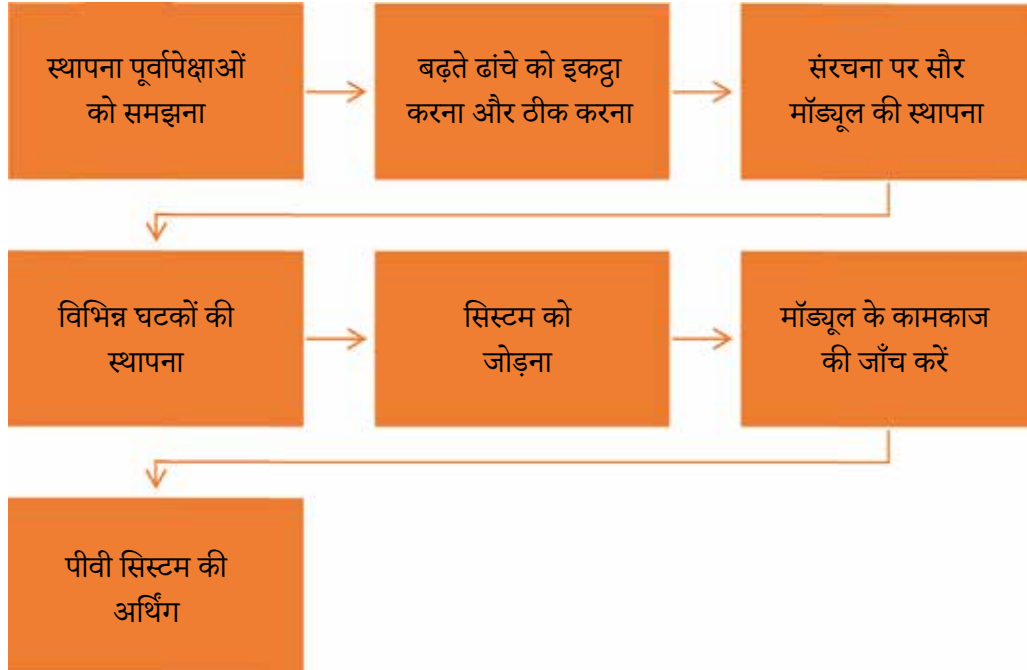 स्थापना पूर्वापेक्षाओं
को समझना
बढ़ते ढांचे को इकट्ठा
करना और ठीक करना
संरचना पर सौर
मॉड्यूल की स्थापना
विभिन्न घटकों की
स्थापना
सिस्टम को
जोड़ना
मॉड्यूल के कामकाज
की जाँच करें
पीवी सिस्टम की
अर्थिंग